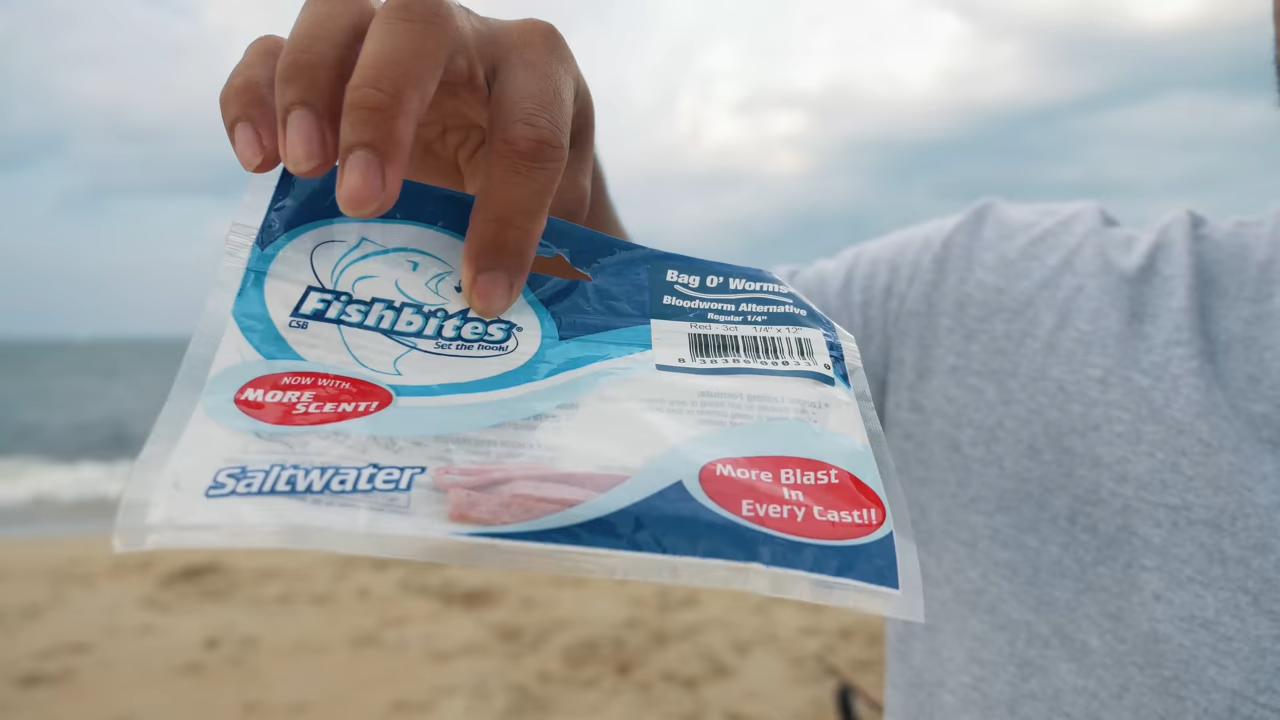 Fishbites®
CSB
Set the hook!
Bag O' Worms
Bloodworm Alternative
Regular 1/4"
Red - 3ct 1/4" x 12"
NOW WITH
MORE
SCENT!
Saltwater
More Blast
In
Every Cast!!